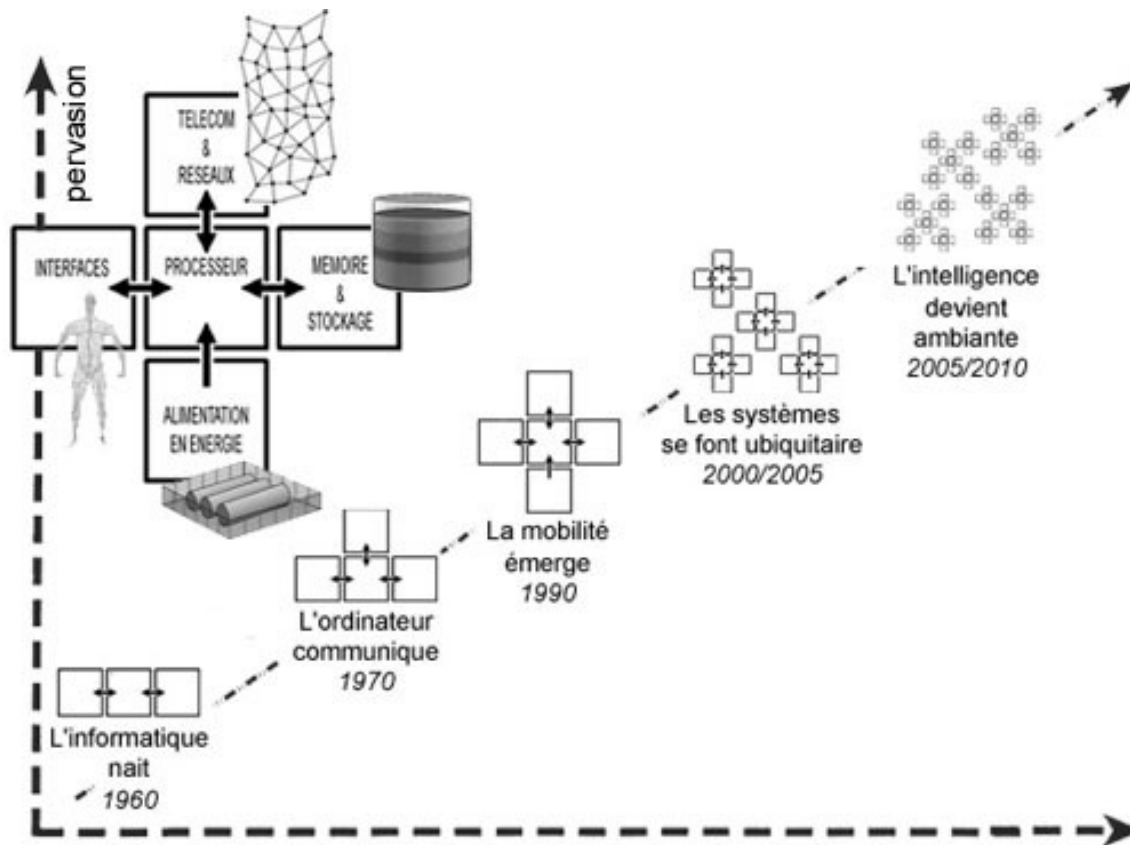 pervasion
TELECOM
&
RESEAUX
INTERFACES
PROCESSEUR
MEMOIRE
&
STOCKAGE
ALIMENTATION
EN ENERGIE
L'informatique
nait
1960
L'ordinateur
communique
1970
La mobilité
émerge
1990
Les systèmes
se font ubiquitaire
2000/2005
L'intelligence
devient
ambiante
2005/2010